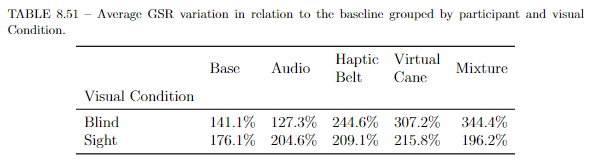 TABLE 8.51 – Average GSR variation in relation to the baseline grouped by participant and visual
Condition.
Base Audio Haptic Belt Virtual Cane Mixture
Visual Condition
Blind 141.1% 127.3% 244.6% 307.2% 344.4%
Sight 176.1% 204.6% 209.1% 215.8% 196.2%